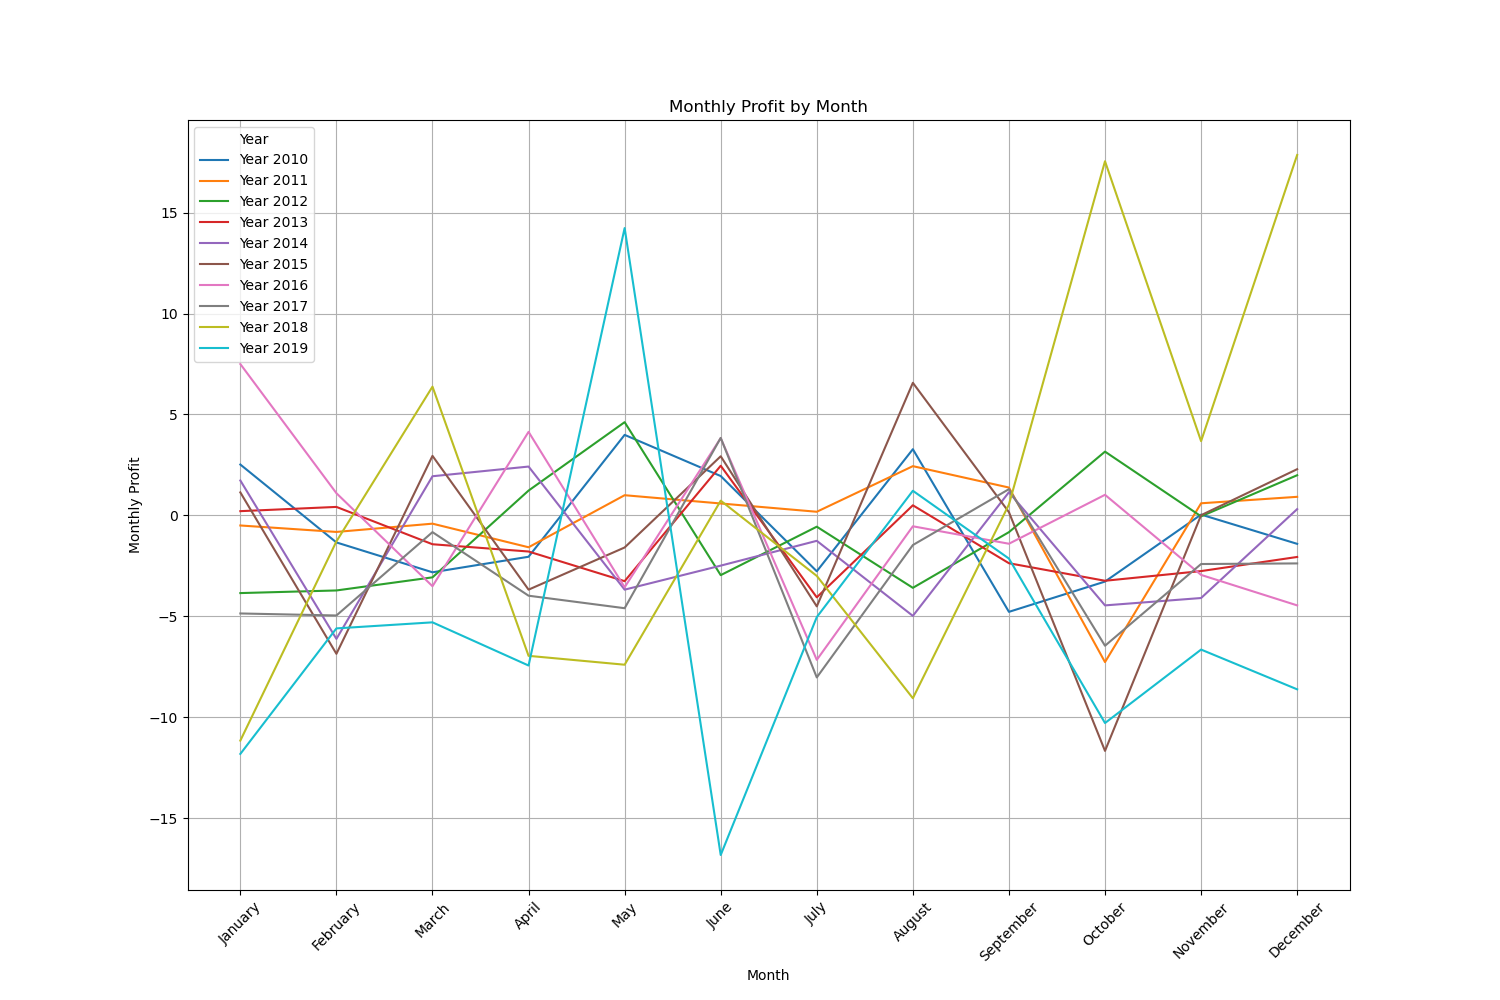 Monthly Profit by Month
Monthly Profit
Year
Year 2010
Year 2011
Year 2012
Year 2013
Year 2014
Year 2015
Year 2016
Year 2017
Year 2018
Year 2019
15
10
5
0
−5
−10
−15
January
February
March
April
May
June
July
August
September
October
November
December
Month